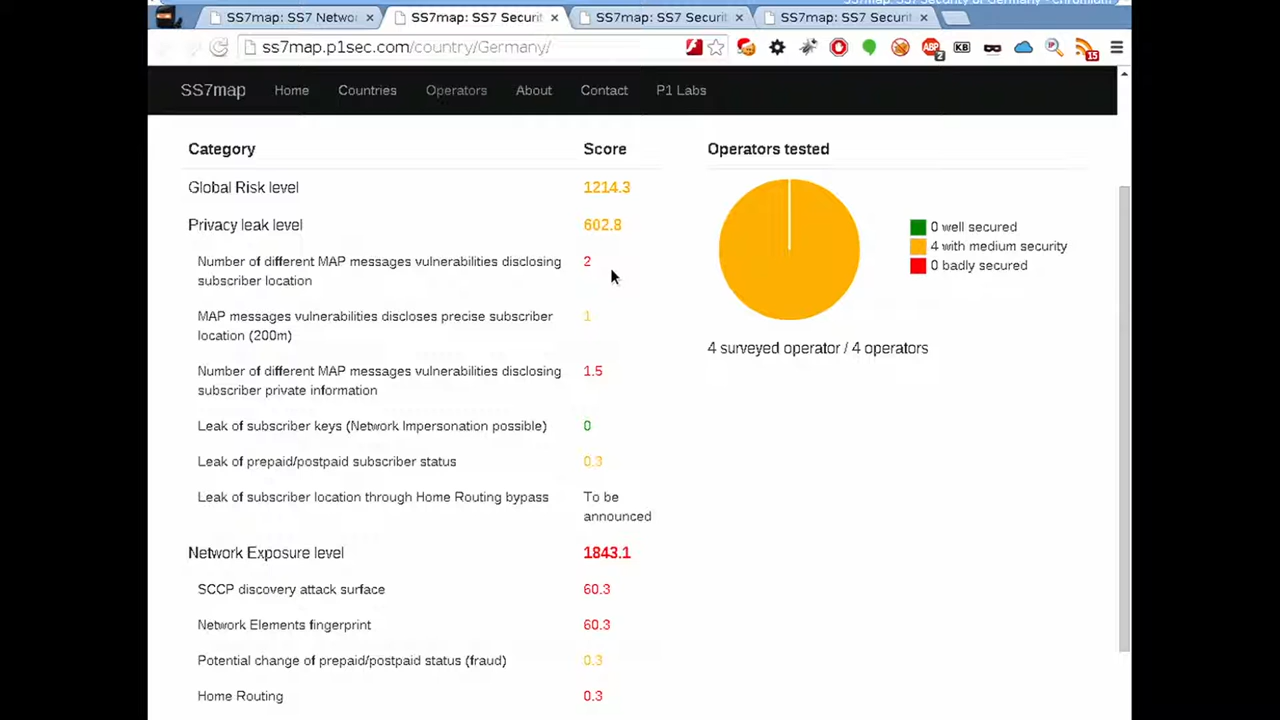 SS7map: SS7 Netwo
SS7map: SS7 Securit
SS7map: SS7 Securit
SS7map: SS7 Securit
ss7map.p1sec.com/country/Germany/
ABP
2
KB
15
SS7map
Home
Countries
Operators
About
Contact
P1 Labs
Category
Score
Global Risk level
1214.3
Privacy leak level
602.8
Number of different MAP messages vulnerabilities disclosing
subscriber location
2
MAP messages vulnerabilities discloses precise subscriber
location (200m)
1
Number of different MAP messages vulnerabilities disclosing
subscriber private information
1.5
Leak of subscriber keys (Network Impersonation possible)
0
Leak of prepaid/postpaid subscriber status
0.3
Leak of subscriber location through Home Routing bypass
To be
announced
Network Exposure level
1843.1
SCCP discovery attack surface
60.3
Network Elements fingerprint
60.3
Potential change of prepaid/postpaid status (fraud)
0.3
Home Routing
0.3
Operators tested
0 well secured
4 with medium security
0 badly secured
4 surveyed operator / 4 operators